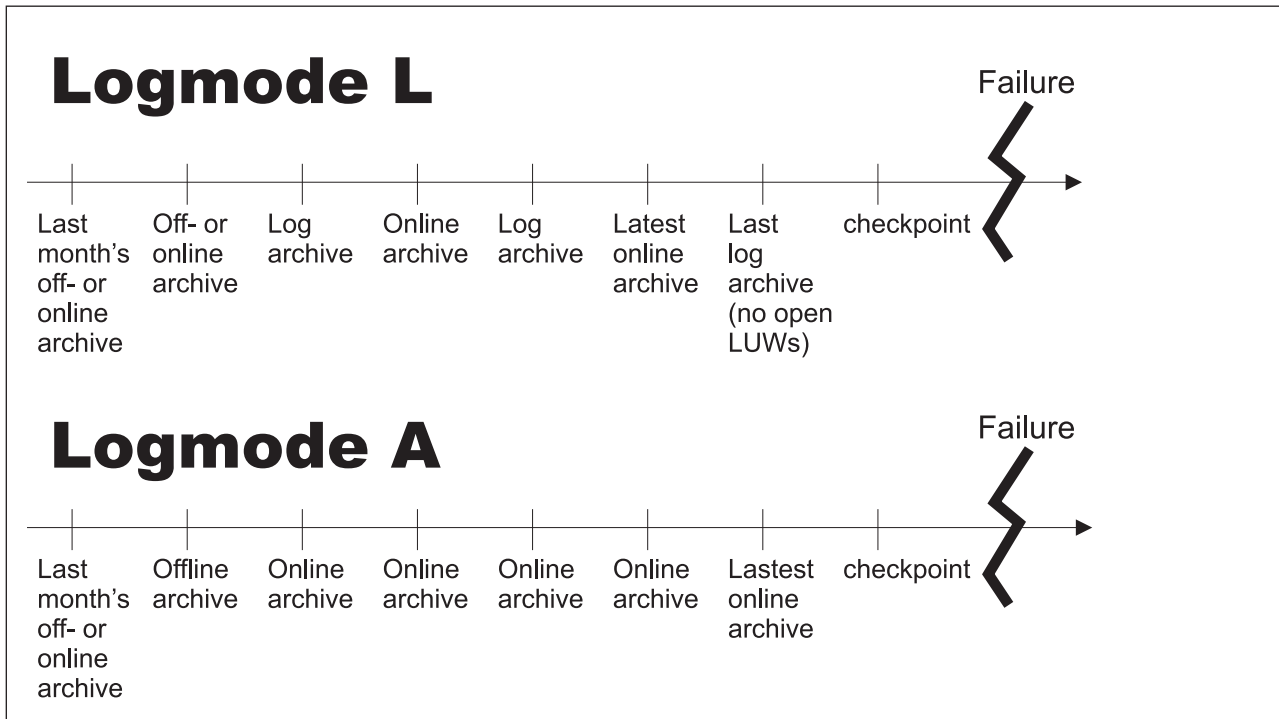 Logmode L
Failure
Last
month's
off- or
online
archive
Off- or
online
archive
Log
archive
Online
archive
Log
archive
Latest
online
archive
Last
log
archive
(no open
LUWs)
checkpoint
Logmode A
Failure
Last
month's
off- or
online
archive
Offline
archive
Online
archive
Online
archive
Online
archive
Online
archive
Lastest
online
archive
checkpoint